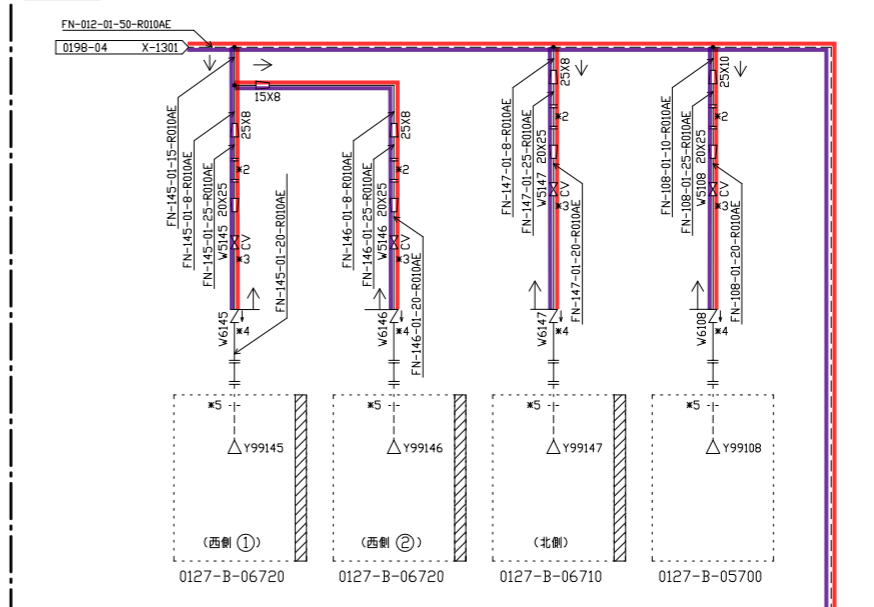 FN-012-01-50-R010AE
0198-04 X-1301
15X8
FN-145-01-15-R010AE
FN-145-01-8-R010AE
FN-145-01-25-R010AE
25X8
※2
W5145 20X25
CV
※3
FN-145-01-20-R010AE
W6145
※4
FN-146-01-8-R010AE
FN-146-01-25-R010AE
25X8
※2
W5146 20X25
CV
※3
FN-146-01-20-R010AE
W6146
※4
FN-147-01-8-R010AE
FN-147-01-25-R010AE
25X8
※2
W5147 20X25
CV
※3
FN-147-01-20-R010AE
W6147
※4
FN-108-01-10-R010AE
FN-108-01-25-R010AE
25X10
※2
W5108 20X25
CV
※3
FN-108-01-20-R010AE
W6108
※4
※5
Y99145
(西側 ①)
0127-B-06720
※5
Y99146
(西側 ②)
0127-B-06720
※5
Y99147
(北側)
0127-B-06710
※5
Y99108
0127-B-05700